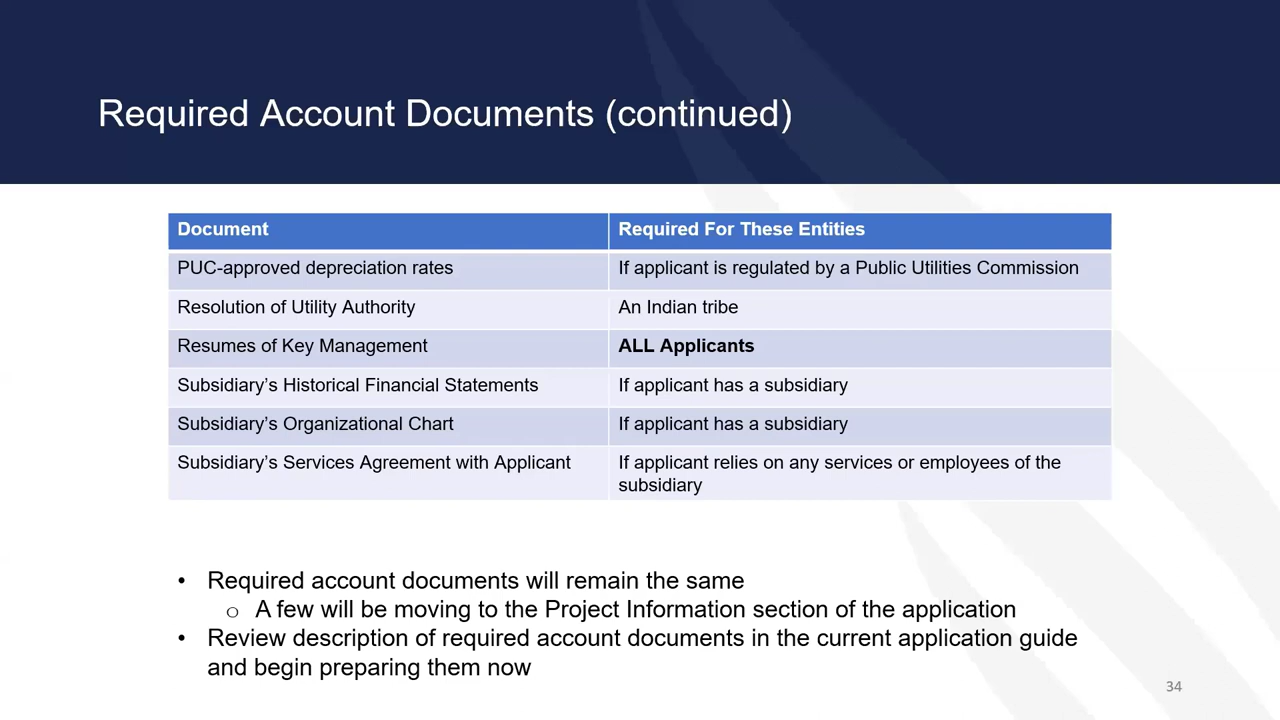 Required Account Documents (continued)
Document
Required For These Entities
PUC-approved depreciation rates
If applicant is regulated by a Public Utilities Commission
Resolution of Utility Authority
An Indian tribe
Resumes of Key Management
ALL Applicants
Subsidiary’s Historical Financial Statements
If applicant has a subsidiary
Subsidiary’s Organizational Chart
If applicant has a subsidiary
Subsidiary’s Services Agreement with Applicant
If applicant relies on any services or employees of the
subsidiary
• Required account documents will remain the same
o A few will be moving to the Project Information section of the application
• Review description of required account documents in the current application guide
and begin preparing them now
34